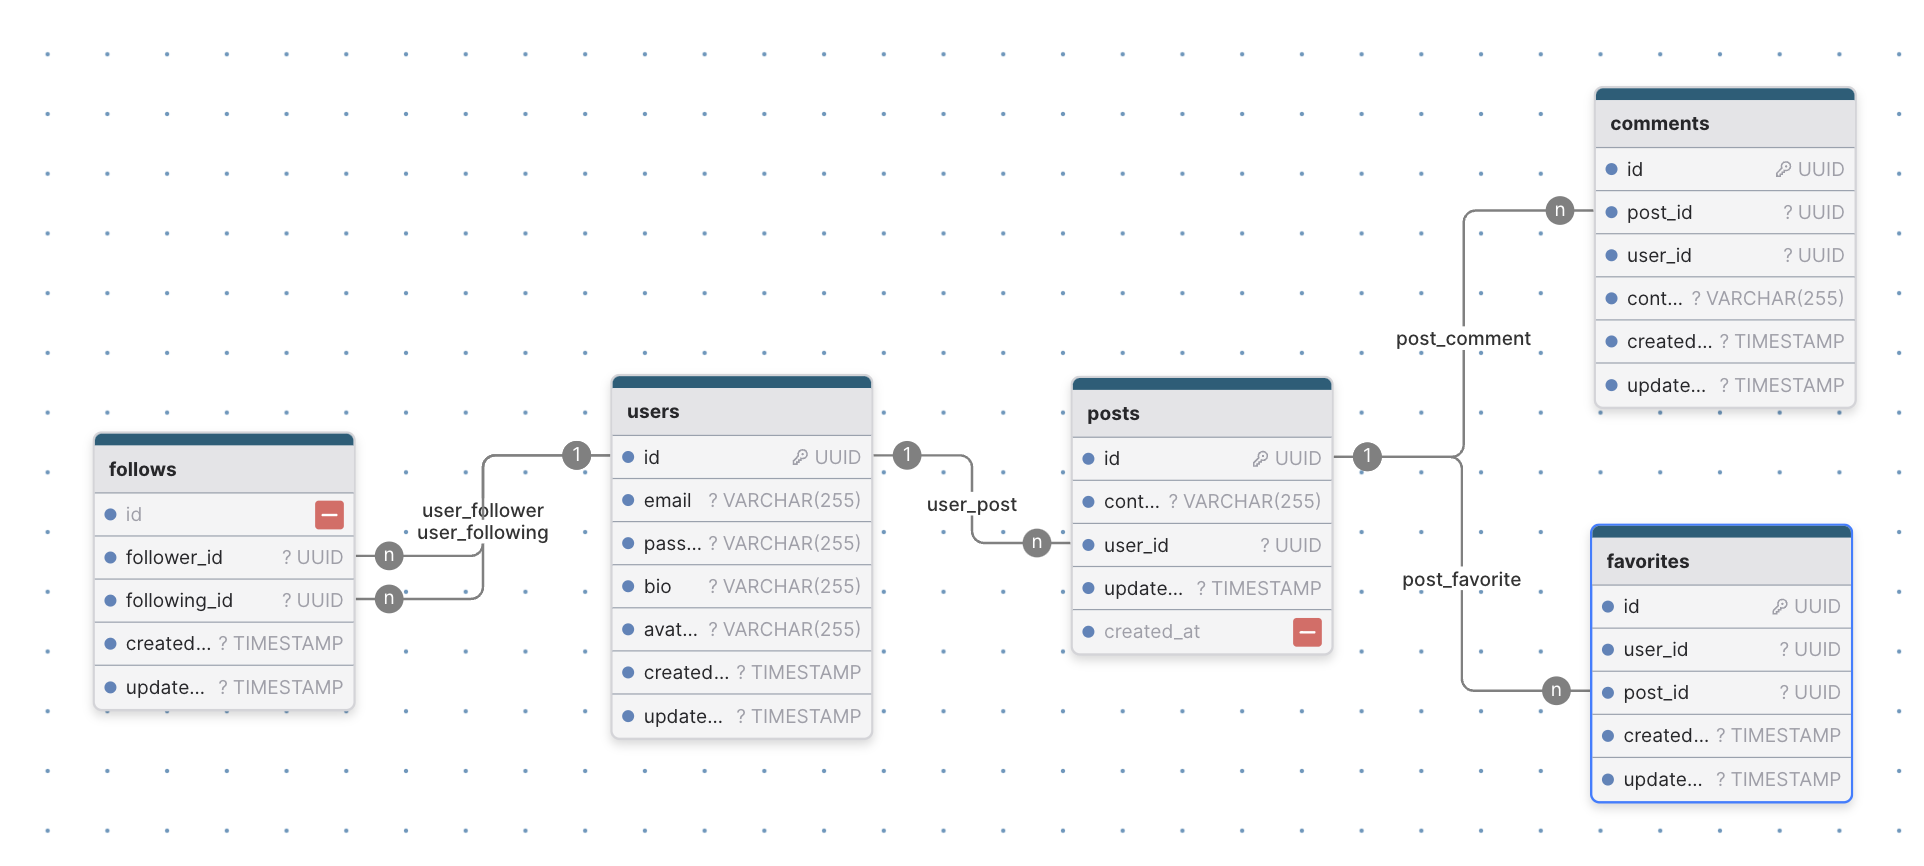 follows
id
follower_id ? UUID
following_id ? UUID
created... ? TIMESTAMP
update... ? TIMESTAMP
n
n
user_follower
user_following
1
users
id UUID
email ? VARCHAR(255)
pass... ? VARCHAR(255)
bio ? VARCHAR(255)
avat... ? VARCHAR(255)
created... ? TIMESTAMP
update... ? TIMESTAMP
1
user_post
n
posts
id UUID
cont... ? VARCHAR(255)
user_id ? UUID
update... ? TIMESTAMP
created_at
1
post_comment
n
comments
id UUID
post_id ? UUID
user_id ? UUID
cont... ? VARCHAR(255)
created... ? TIMESTAMP
update... ? TIMESTAMP
post_favorite
n
favorites
id UUID
user_id ? UUID
post_id ? UUID
created... ? TIMESTAMP
update... ? TIMESTAMP